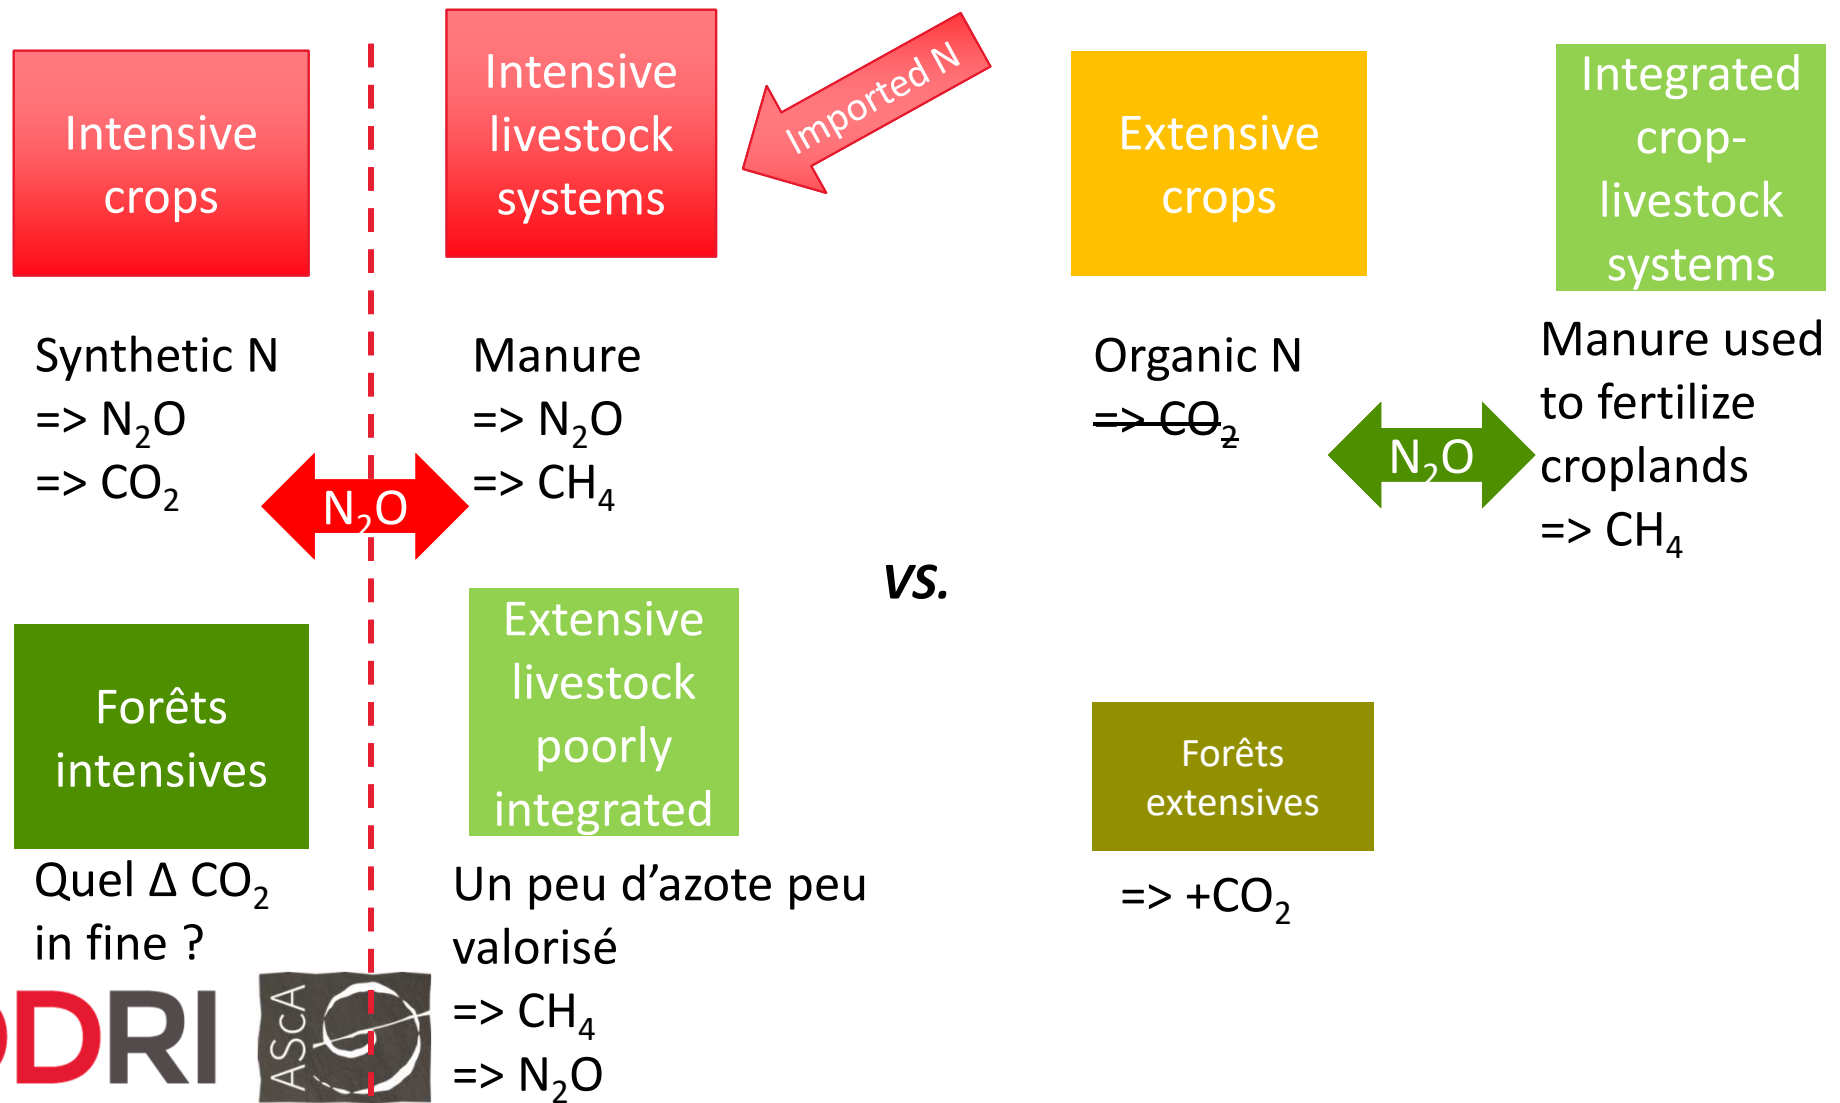 Intensive
crops
Synthetic N
=> N₂O
=> CO₂
Intensive
livestock
systems
Imported N
Manure
=> N₂O
=> CH₄
N₂O
Forêts
intensives
Quel Δ CO₂
in fine ?
Extensive
livestock
poorly
integrated
Un peu d’azote peu
valorisé
=> CH₄
=> N₂O
vs.
Extensive
crops
Organic N
=> CO₂
N₂O
Integrated
crop-
livestock
systems
Manure used
to fertilize
croplands
=> CH₄
Forêts
extensives
=> +CO₂
DRI
ASCA